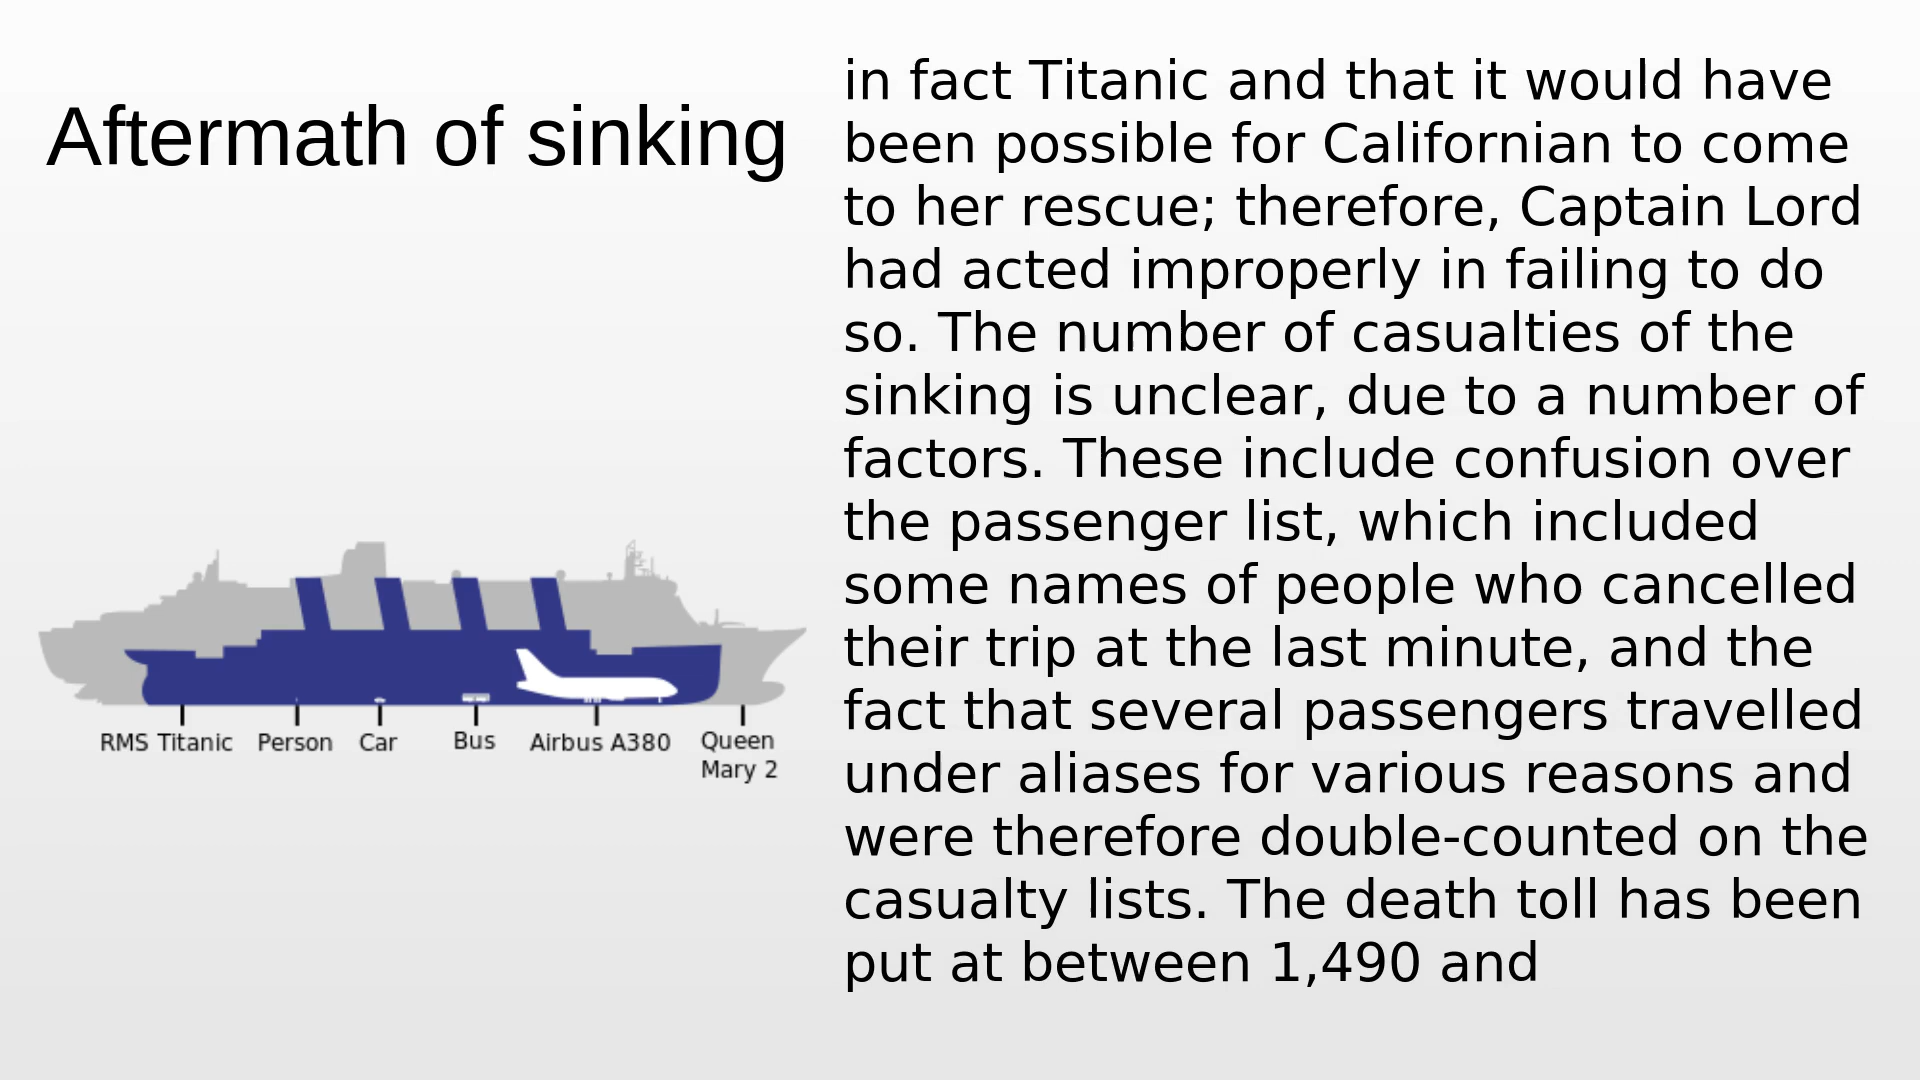 Aftermath of sinking
in fact Titanic and that it would have
been possible for Californian to come
to her rescue; therefore, Captain Lord
had acted improperly in failing to do
so. The number of casualties of the
sinking is unclear, due to a number of
factors. These include confusion over
the passenger list, which included
some names of people who cancelled
their trip at the last minute, and the
fact that several passengers travelled
under aliases for various reasons and
were therefore double-counted on the
casualty lists. The death toll has been
put at between 1,490 and
RMS Titanic Person Car Bus Airbus A380 Queen
Mary 2